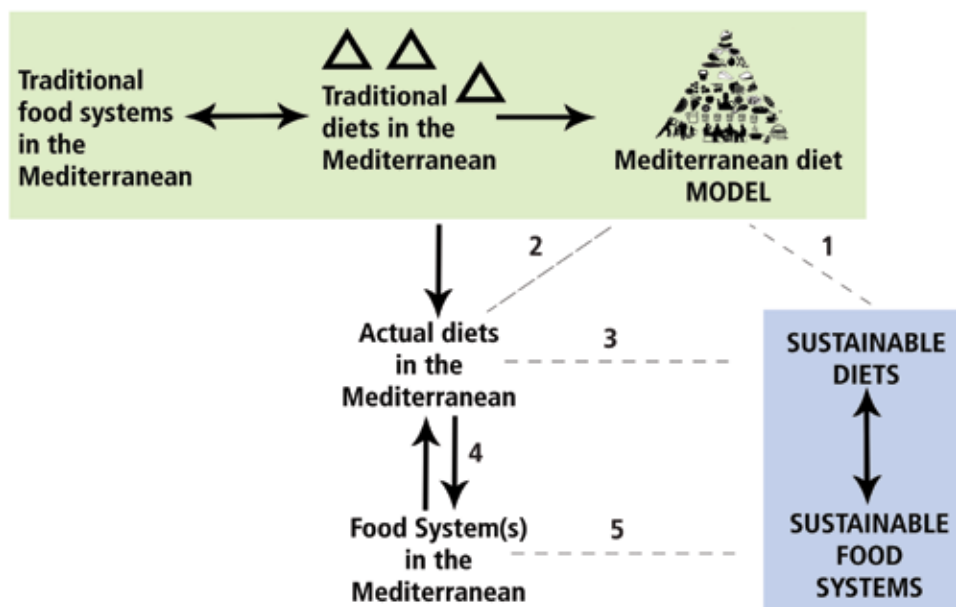 Traditional
food systems
in the
Mediterranean
Traditional
diets in the
Mediterranean
Mediterranean diet
MODEL
2
1
Actual diets
in the
Mediterranean
3
SUSTAINABLE
DIETS
4
Food System(s)
in the
Mediterranean
5
SUSTAINABLE
FOOD
SYSTEMS